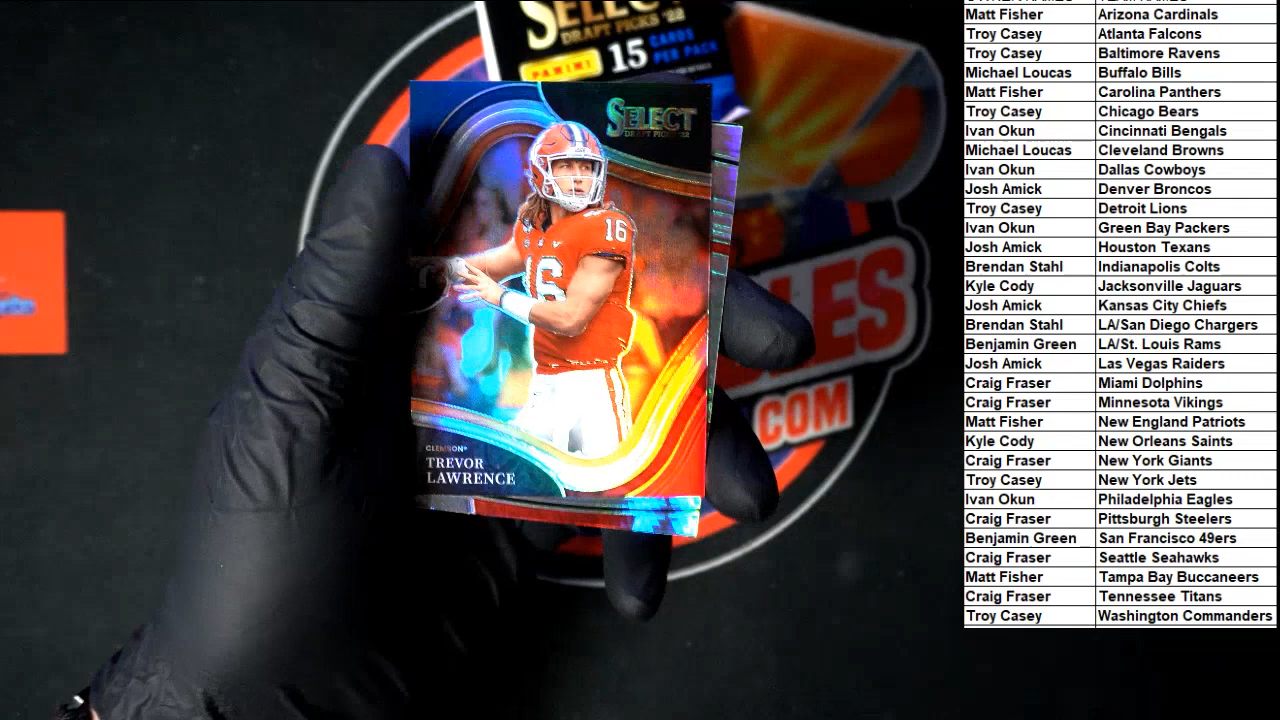 SELECT
DRAFT PICKS '22
PANINI
15 CARDS
PER PACK
SELECT
DRAFT PICKS '22
16
16
CLEMSON
TREVOR
LAWRENCE
.COM
Matt Fisher Arizona Cardinals
Troy Casey Atlanta Falcons
Troy Casey Baltimore Ravens
Michael Loucas Buffalo Bills
Matt Fisher Carolina Panthers
Troy Casey Chicago Bears
Ivan Okun Cincinnati Bengals
Michael Loucas Cleveland Browns
Ivan Okun Dallas Cowboys
Josh Amick Denver Broncos
Troy Casey Detroit Lions
Ivan Okun Green Bay Packers
Josh Amick Houston Texans
Brendan Stahl Indianapolis Colts
Kyle Cody Jacksonville Jaguars
Josh Amick Kansas City Chiefs
Brendan Stahl LA/San Diego Chargers
Benjamin Green LA/St. Louis Rams
Josh Amick Las Vegas Raiders
Craig Fraser Miami Dolphins
Craig Fraser Minnesota Vikings
Matt Fisher New England Patriots
Kyle Cody New Orleans Saints
Craig Fraser New York Giants
Troy Casey New York Jets
Ivan Okun Philadelphia Eagles
Craig Fraser Pittsburgh Steelers
Benjamin Green San Francisco 49ers
Craig Fraser Seattle Seahawks
Matt Fisher Tampa Bay Buccaneers
Craig Fraser Tennessee Titans
Troy Casey Washington Commanders